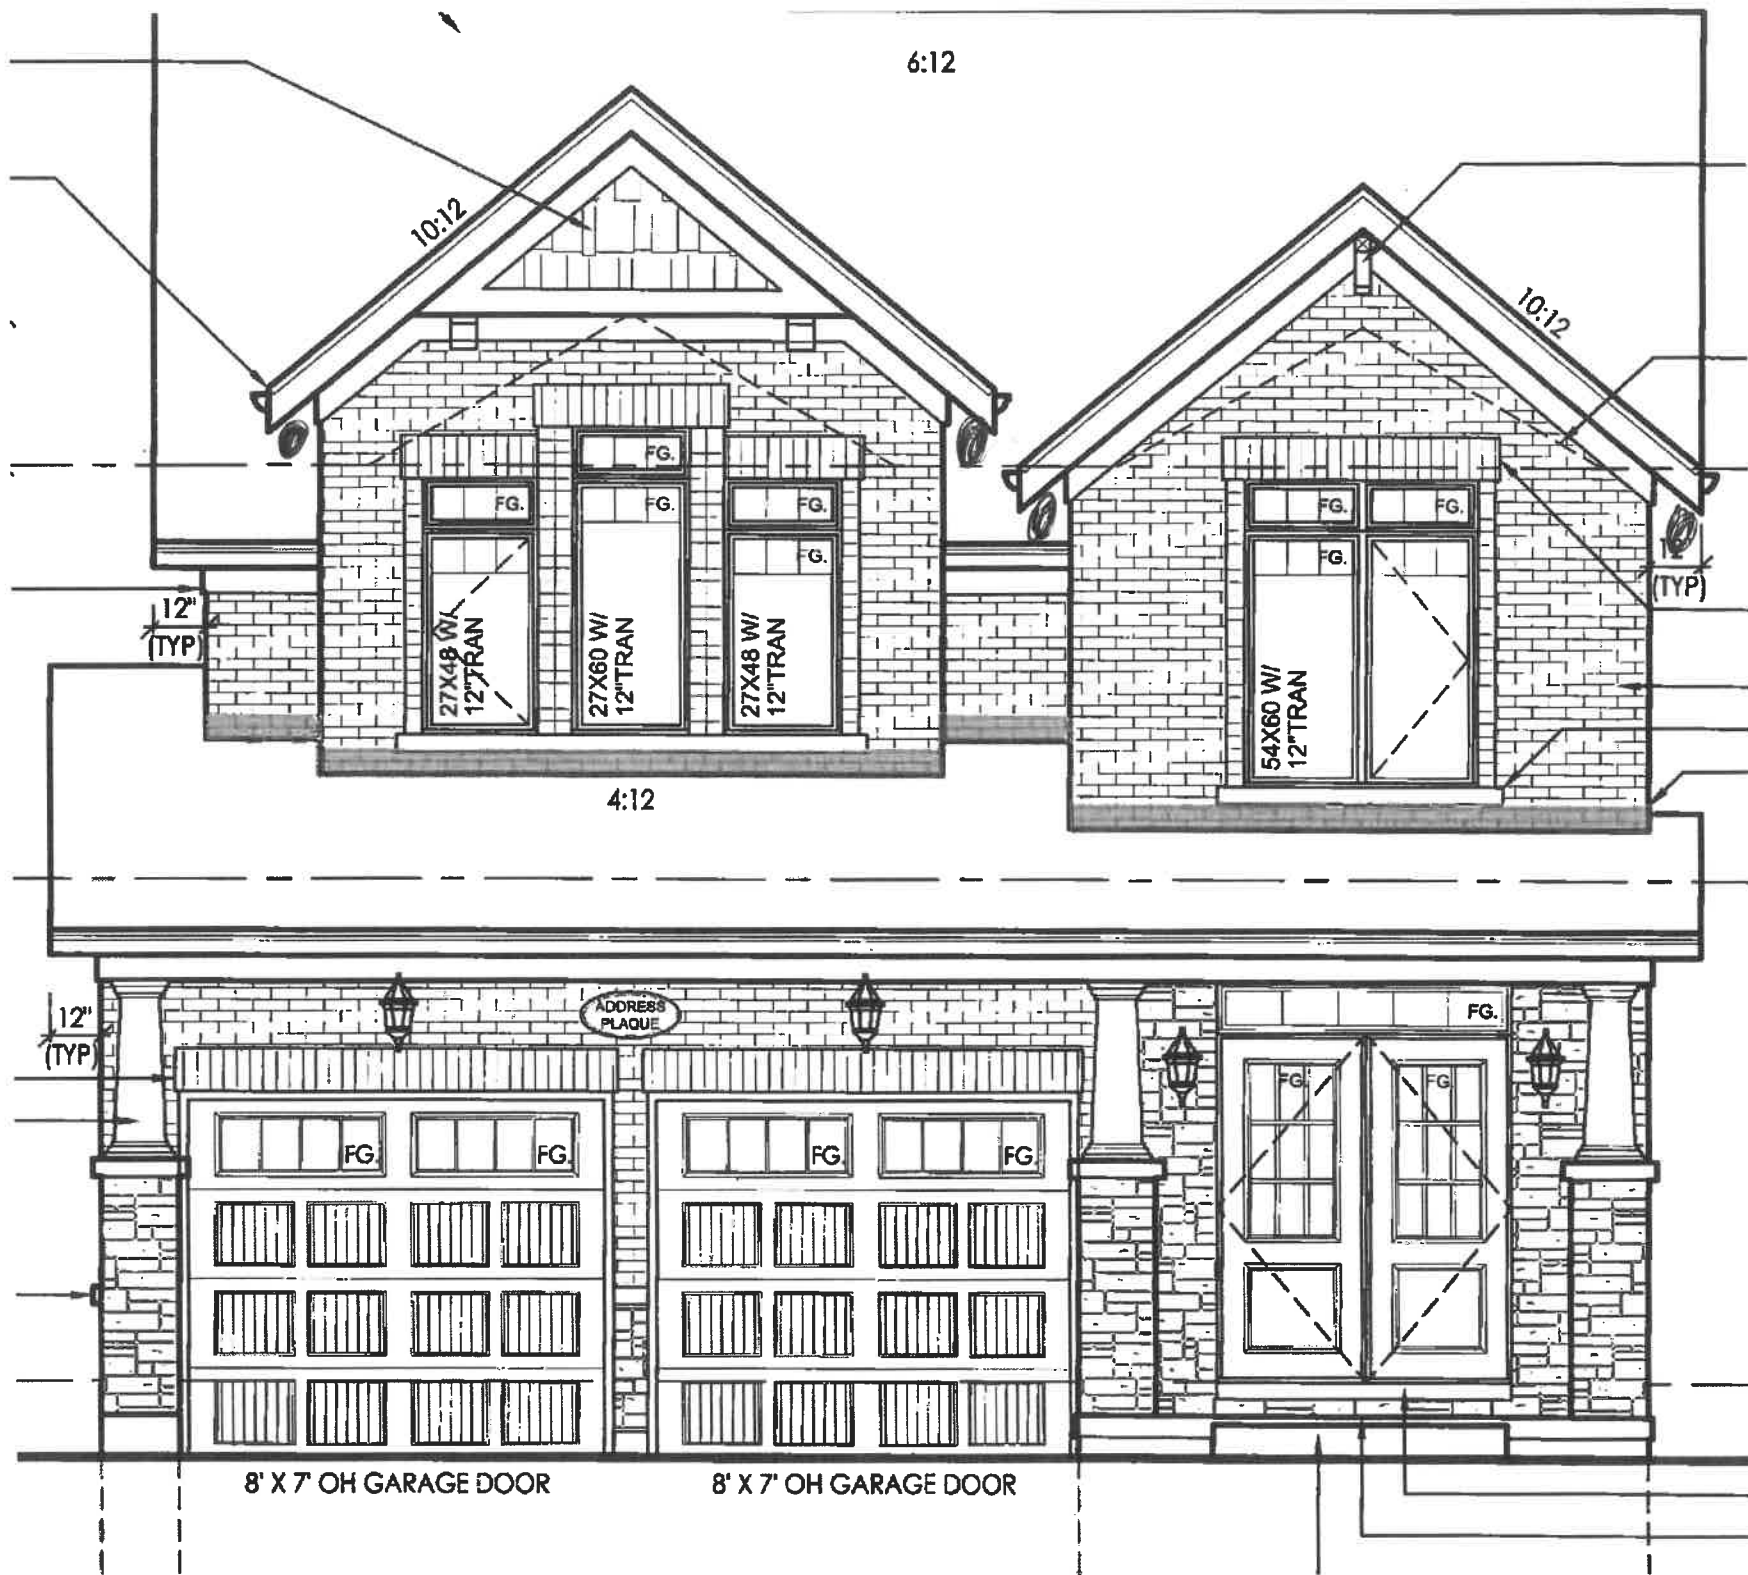 6:12
10:12
10:12
FG.
FG.
FG.
FG.
FG.
FG.
FG.
FG.
FG.
12"
(TYP)
12
(TYP)
27X48 W/
12"TRAN
27X60 W/
12"TRAN
27X48 W/
12"TRAN
54X60 W/
12"TRAN
4:12
12"
(TYP)
ADDRESS
PLAQUE
FG.
FG.
FG.
FG.
FG.
FG.
FG.
8' X 7' OH GARAGE DOOR
8' X 7' OH GARAGE DOOR